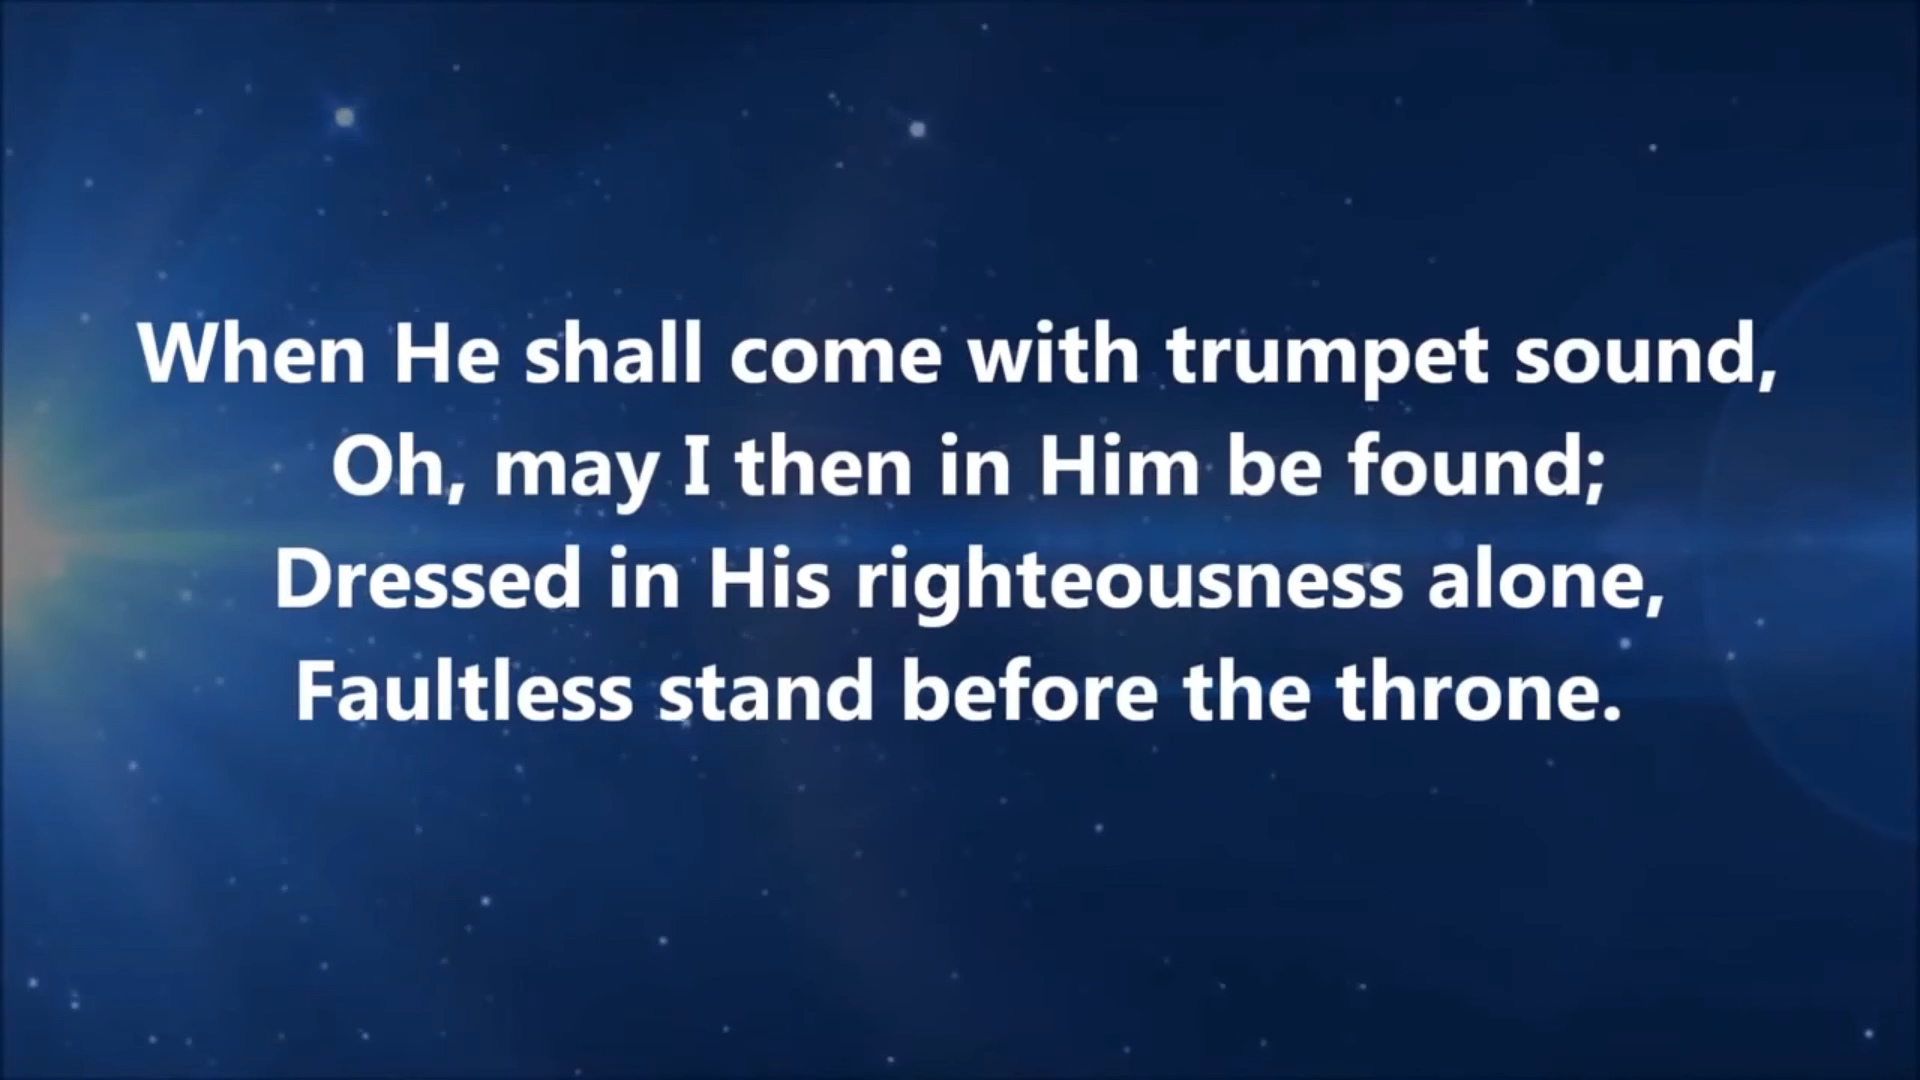 When He shall come with trumpet sound,
Oh, may I then in Him be found;
Dressed in His righteousness alone,
Faultless stand before the throne.